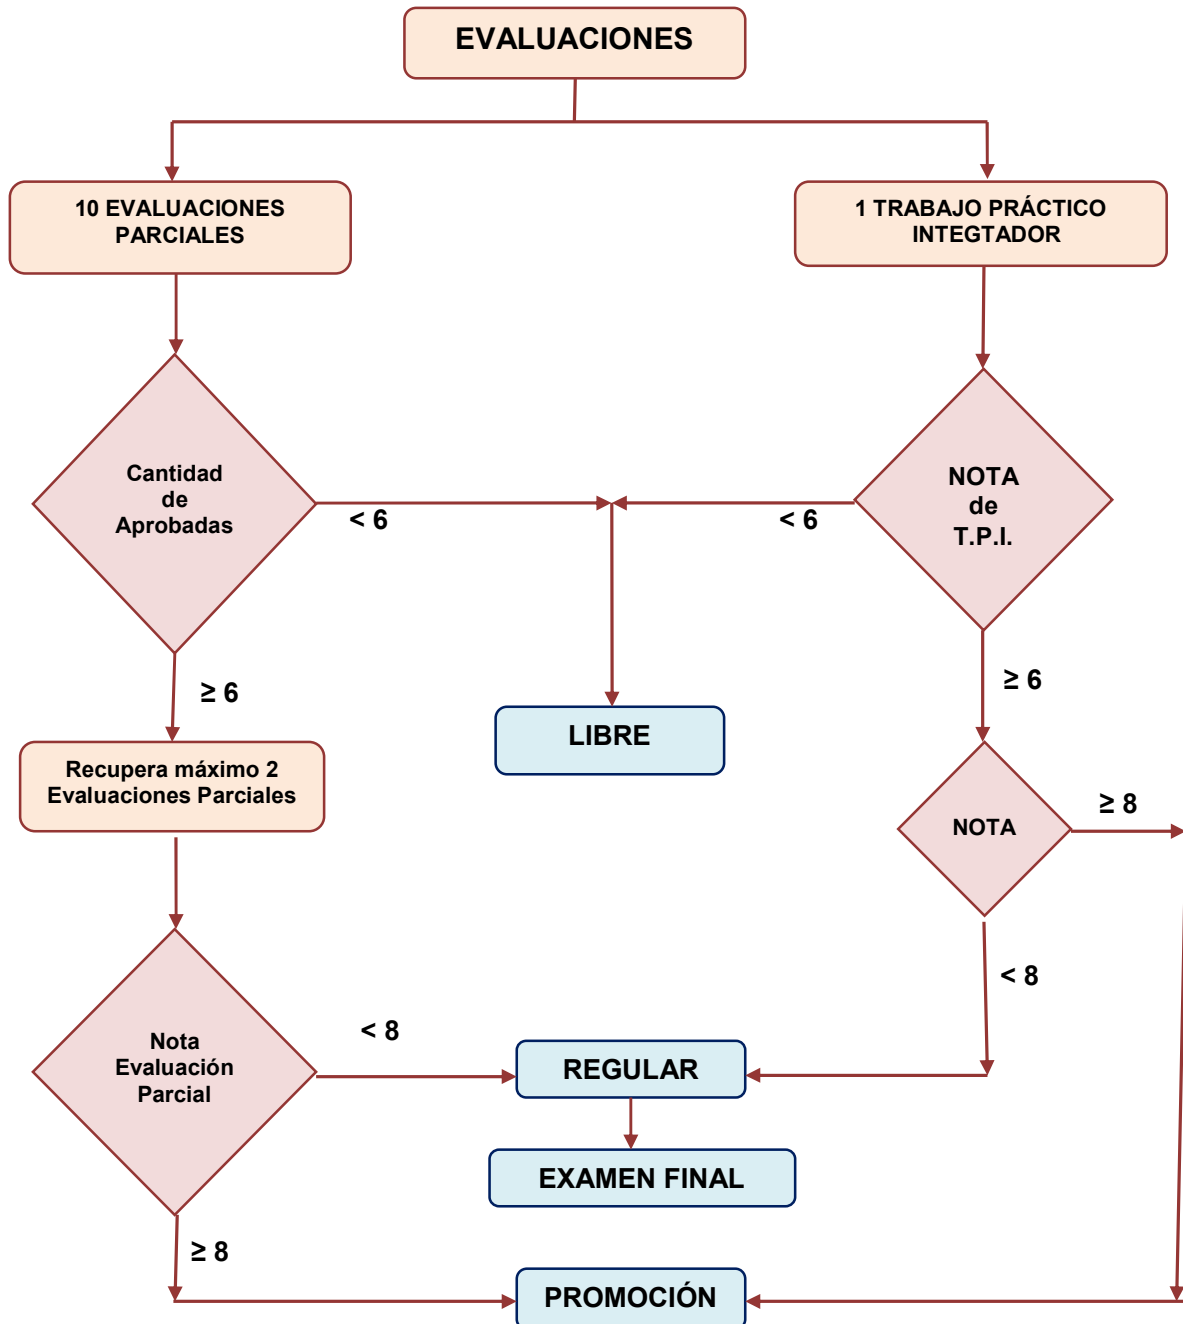 EVALUACIONES
10 EVALUACIONES
PARCIALES
1 TRABAJO PRÁCTICO
INTEGTADOR
Cantidad
de
Aprobadas
< 6
< 6
NOTA
de
T.P.I.
≥ 6
≥ 6
LIBRE
Recupera máximo 2
Evaluaciones Parciales
NOTA
≥ 8
< 8
Nota
Evaluación
Parcial
< 8
REGULAR
EXAMEN FINAL
≥ 8
PROMOCIÓN